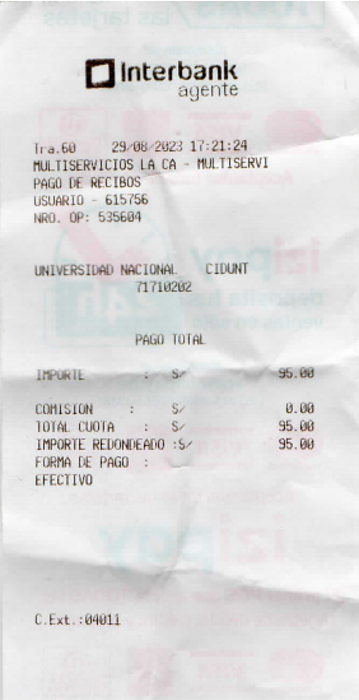 Interbank
agente
Tra.60 29/08/2023 17:21:24
MULTISERVICIOS LA CA - MULTISERVI
PAGO DE RECIBOS
USUARIO - 615756
NRO. OP: 535604
UNIVERSIDAD NACIONAL CIDUNT
71710202
PAGO TOTAL
IMPORTE : S/ 95.00
COMISION : S/ 0.00
TOTAL CUOTA : S/ 95.00
IMPORTE REDONDEADO :S/ 95.00
FORMA DE PAGO :
EFECTIVO
C.Ext.:04011